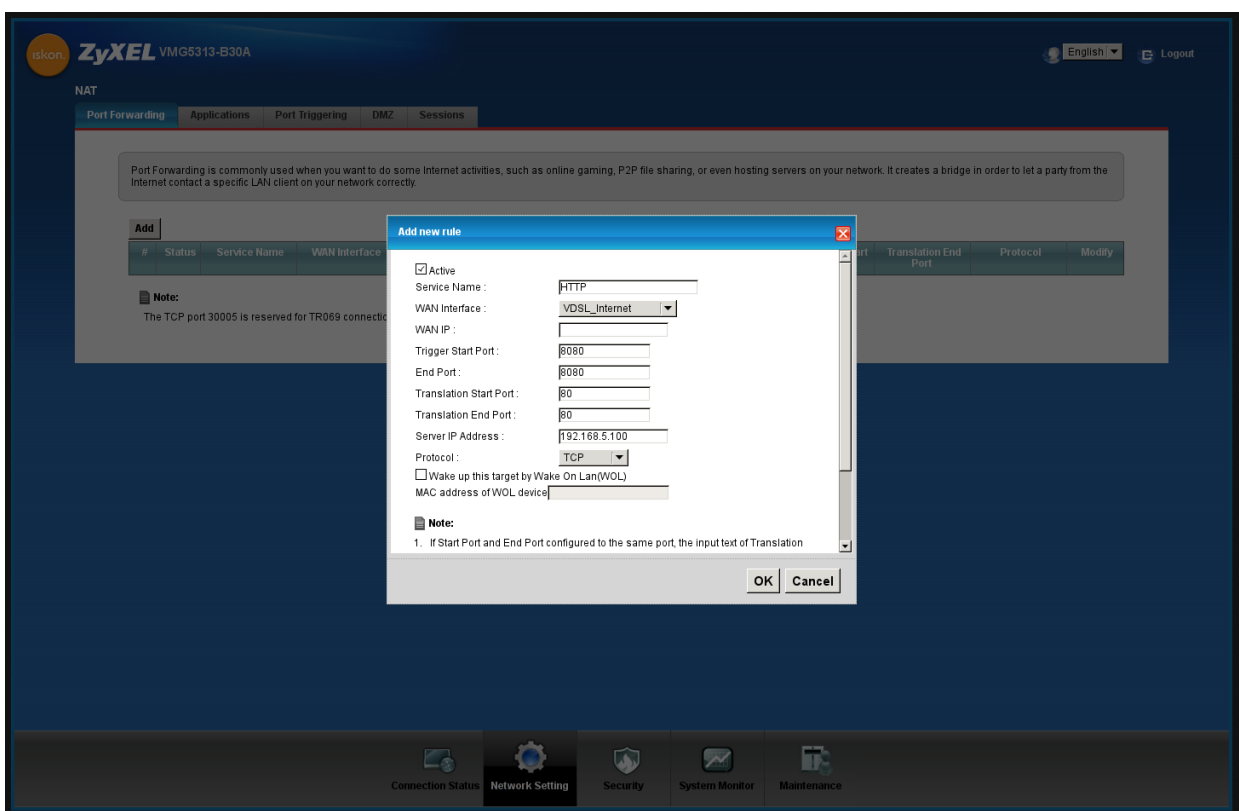 iskon.
ZyXEL VMG5313-B30A
English
Logout
NAT
Port Forwarding Applications Port Triggering DMZ Sessions
Port Forwarding is commonly used when you want to do some Internet activities, such as online gaming, P2P file sharing, or even hosting servers on your network. It creates a bridge in order to let a party from the
Internet contact a specific LAN client on your network correctly.
Add
# Status Service Name WAN Interface art Translation End Port Protocol Modify
Note:
The TCP port 30005 is reserved for TR069 connectio
Add new rule
Active
Service Name : HTTP
WAN Interface : VDSL_Internet
WAN IP :
Trigger Start Port : 8080
End Port : 8080
Translation Start Port : 80
Translation End Port : 80
Server IP Address : 192.168.5.100
Protocol : TCP
Wake up this target by Wake On Lan(WOL)
MAC address of WOL device
Note:
1. If Start Port and End Port configured to the same port, the input text of Translation
OK Cancel
Connection Status Network Setting Security System Monitor Maintenance